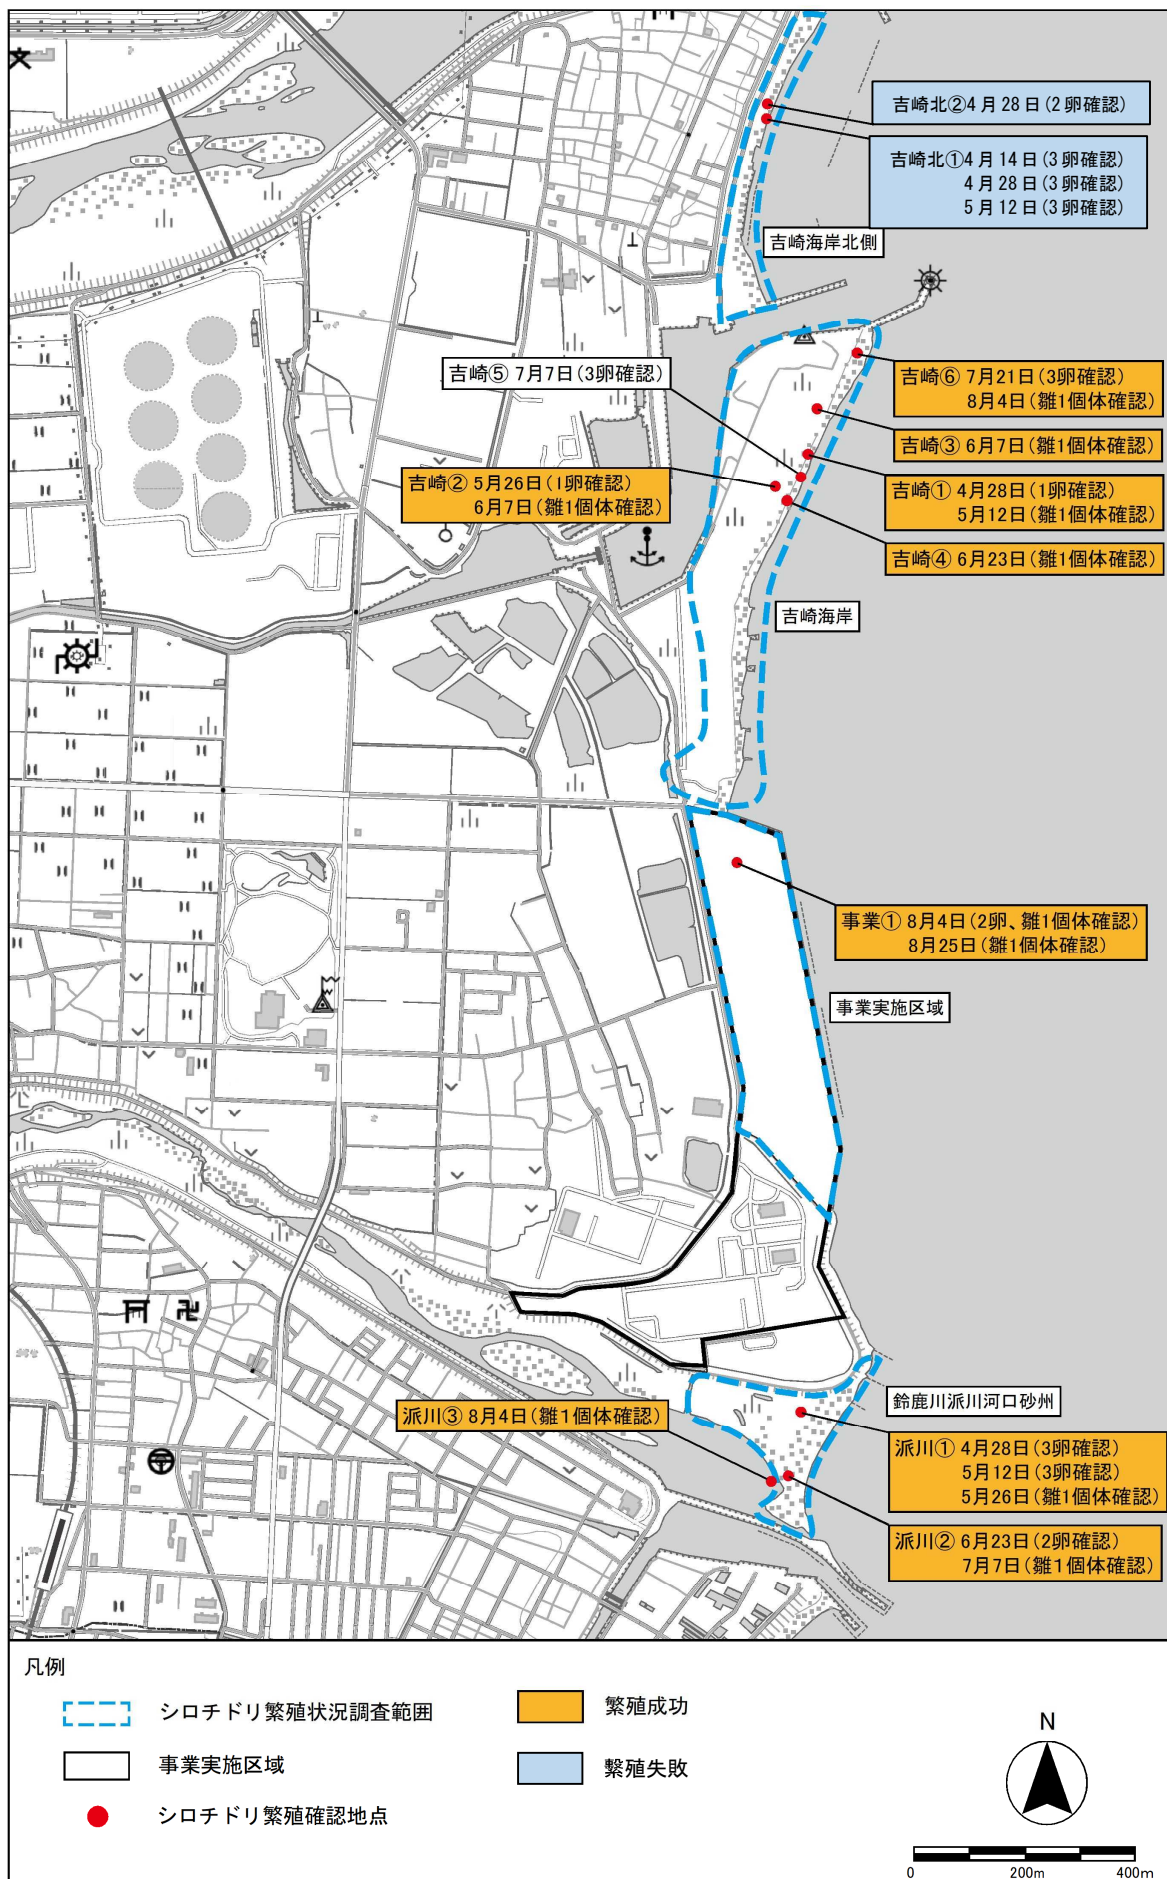 吉崎北②4月28日(2卵確認)
吉崎北①4月14日(3卵確認)
4月28日(3卵確認)
5月12日(3卵確認)
吉崎海岸北側
吉崎⑤ 7月7日(3卵確認)
吉崎⑥ 7月21日(3卵確認)
8月4日(雛1個体確認)
吉崎③ 6月7日(雛1個体確認)
吉崎② 5月26日(1卵確認)
6月7日(雛1個体確認)
吉崎① 4月28日(1卵確認)
5月12日(雛1個体確認)
吉崎④ 6月23日(雛1個体確認)
吉崎海岸
事業① 8月4日(2卵、雛1個体確認)
8月25日(雛1個体確認)
事業実施区域
鈴鹿川派川河口砂州
派川③ 8月4日(雛1個体確認)
派川① 4月28日(3卵確認)
5月12日(3卵確認)
5月26日(雛1個体確認)
派川② 6月23日(2卵確認)
7月7日(雛1個体確認)
凡例
シロチドリ繁殖状況調査範囲
繁殖成功
事業実施区域
繫殖失敗
シロチドリ繁殖確認地点
N
0 200m 400m